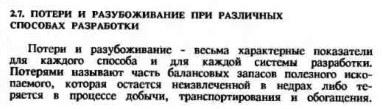 2.7. ПОТЕРИ И РАЗУБОЖИВАНИЕ ПРИ РАЗЛИЧНЫХ
СПОСОБАХ РАЗРАБОТКИ
Потери и разубоживание - весьма характерные показатели
для каждого способа и для каждой системы разработки.
Потерями называют часть балансовых запасов полезного иско-
паемого, которая остается неизвлеченной в недрах либо те-
ряется в процессе добычи, транспортирования и обогащения.